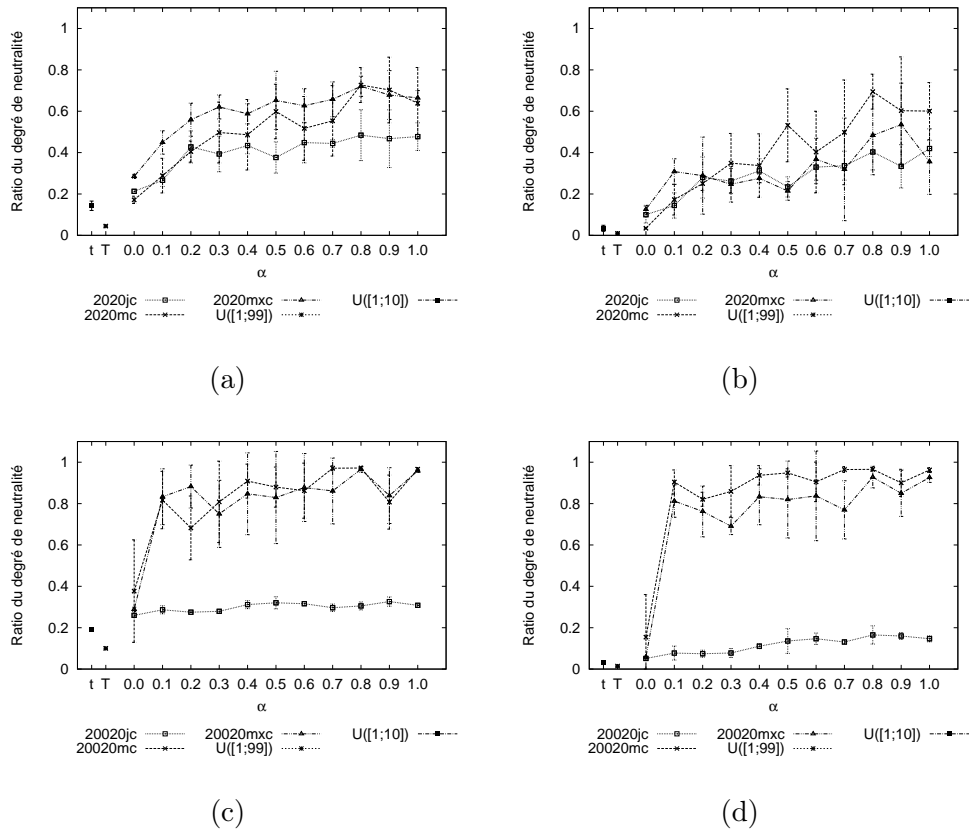 1
0.8
0.6
0.4
0.2
0
Ratio du degré de neutralité
t T 0.0 0.1 0.2 0.3 0.4 0.5 0.6 0.7 0.8 0.9 1.0
α
2020jc 2020mxc U([1;10])
2020mc U([1;99])
(a)
1
0.8
0.6
0.4
0.2
0
Ratio du degré de neutralité
t T 0.0 0.1 0.2 0.3 0.4 0.5 0.6 0.7 0.8 0.9 1.0
α
2020jc 2020mxc U([1;10])
2020mc U([1;99])
(b)
1
0.8
0.6
0.4
0.2
0
Ratio du degré de neutralité
t T 0.0 0.1 0.2 0.3 0.4 0.5 0.6 0.7 0.8 0.9 1.0
α
20020jc 20020mxc U([1;10])
20020mc U([1;99])
(c)
1
0.8
0.6
0.4
0.2
0
Ratio du degré de neutralité
t T 0.0 0.1 0.2 0.3 0.4 0.5 0.6 0.7 0.8 0.9 1.0
α
20020jc 20020mxc U([1;10])
20020mc U([1;99])
(d)